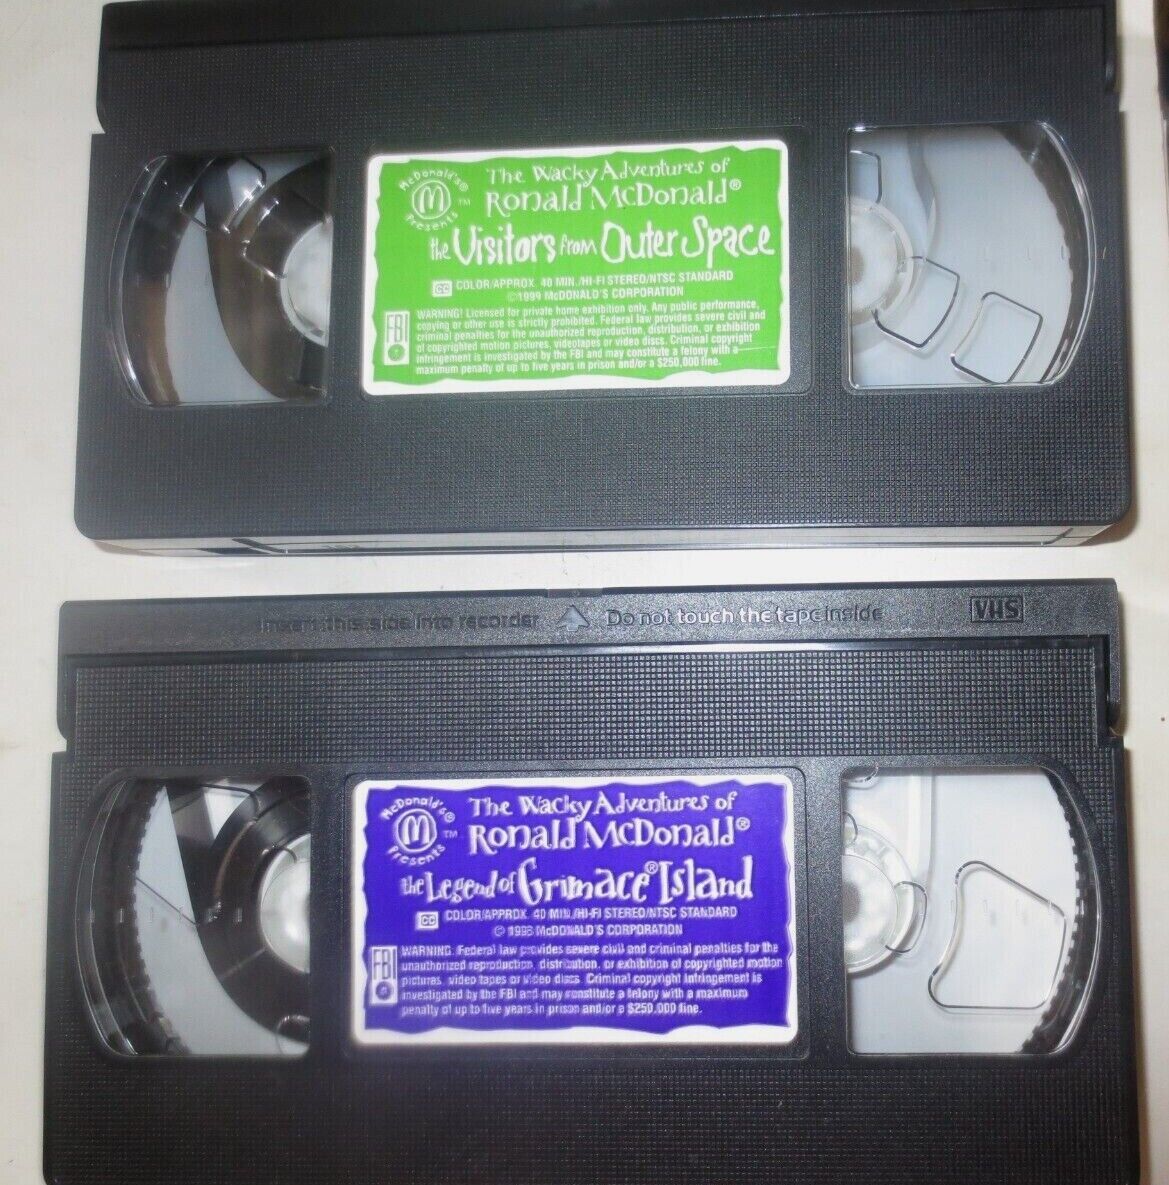 McDonald's®
M
TM
Presents
The Wacky Adventures of
Ronald McDonald®
the Visitors from Outer Space
CC COLOR/APPROX. 40 MIN./HI-FI STEREO/NTSC STANDARD
©1999 McDONALD'S CORPORATION
FBI
WARNING! Licensed for private home exhibition only. Any public performance,
copying or other use is strictly prohibited. Federal law provides severe civil and
criminal penalties for the unauthorized reproduction, distribution, or exhibition
of copyrighted motion pictures, videotapes or video discs. Criminal copyright
infringement is investigated by the FBI and may constitute a felony with a
maximum penalty of up to five years in prison and/or a $250,000 fine.
Insert this side into recorder Do not touch the tape inside VHS
McDonald's®
M
TM
Presents
The Wacky Adventures of
Ronald McDonald®
the Legend of Grimace® Island
CC COLOR/APPROX. 40 MIN./HI-FI STEREO/NTSC STANDARD
© McDONALD'S CORPORATION
FBI
WARNING: Federal law provides severe civil and criminal penalties for the
unauthorized reproduction, distribution, or exhibition of copyrighted motion
pictures, video tapes or video discs. Criminal copyright infringement is
investigated by the FBI and may constitute a felony with a maximum
penalty of up to five years in prison and/or a $250,000 fine.